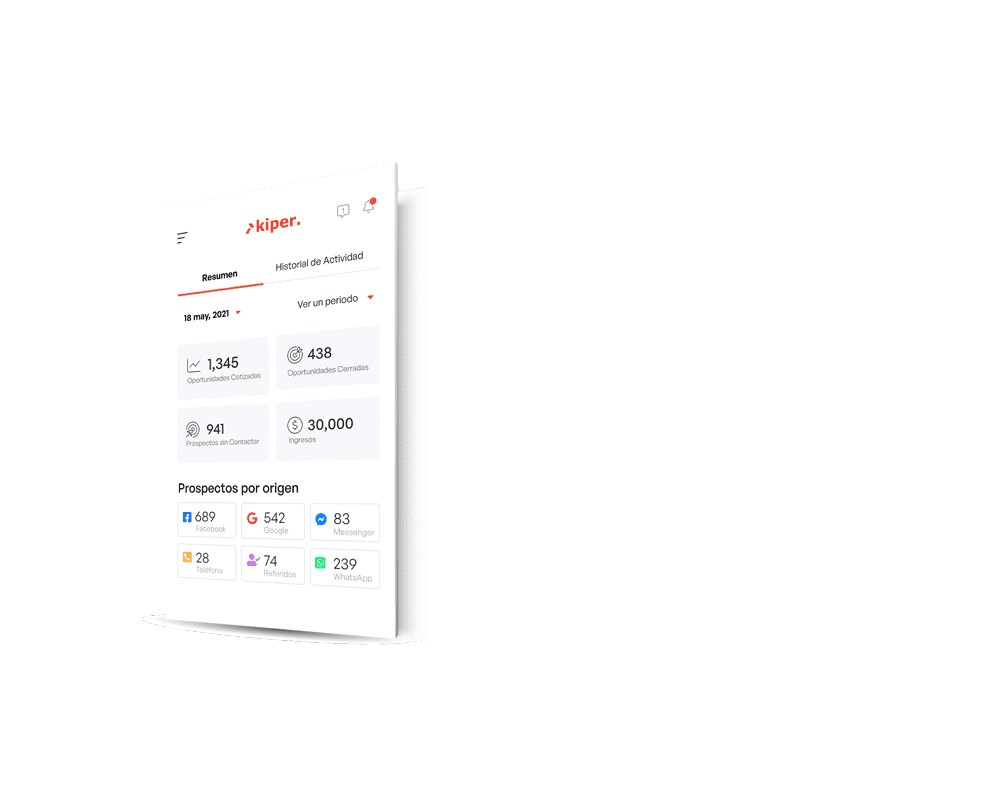 kiper.
Resumen
Historial de Actividad
18 may, 2021
Ver un periodo
1,345
Oportunidades Cotizadas
438
Oportunidades Cerradas
941
Prospectos sin Contactar
30,000
Ingresos
Prospectos por origen
689
Facebook
542
Google
83
Messenger
28
Teléfono
74
Referidos
239
WhatsApp